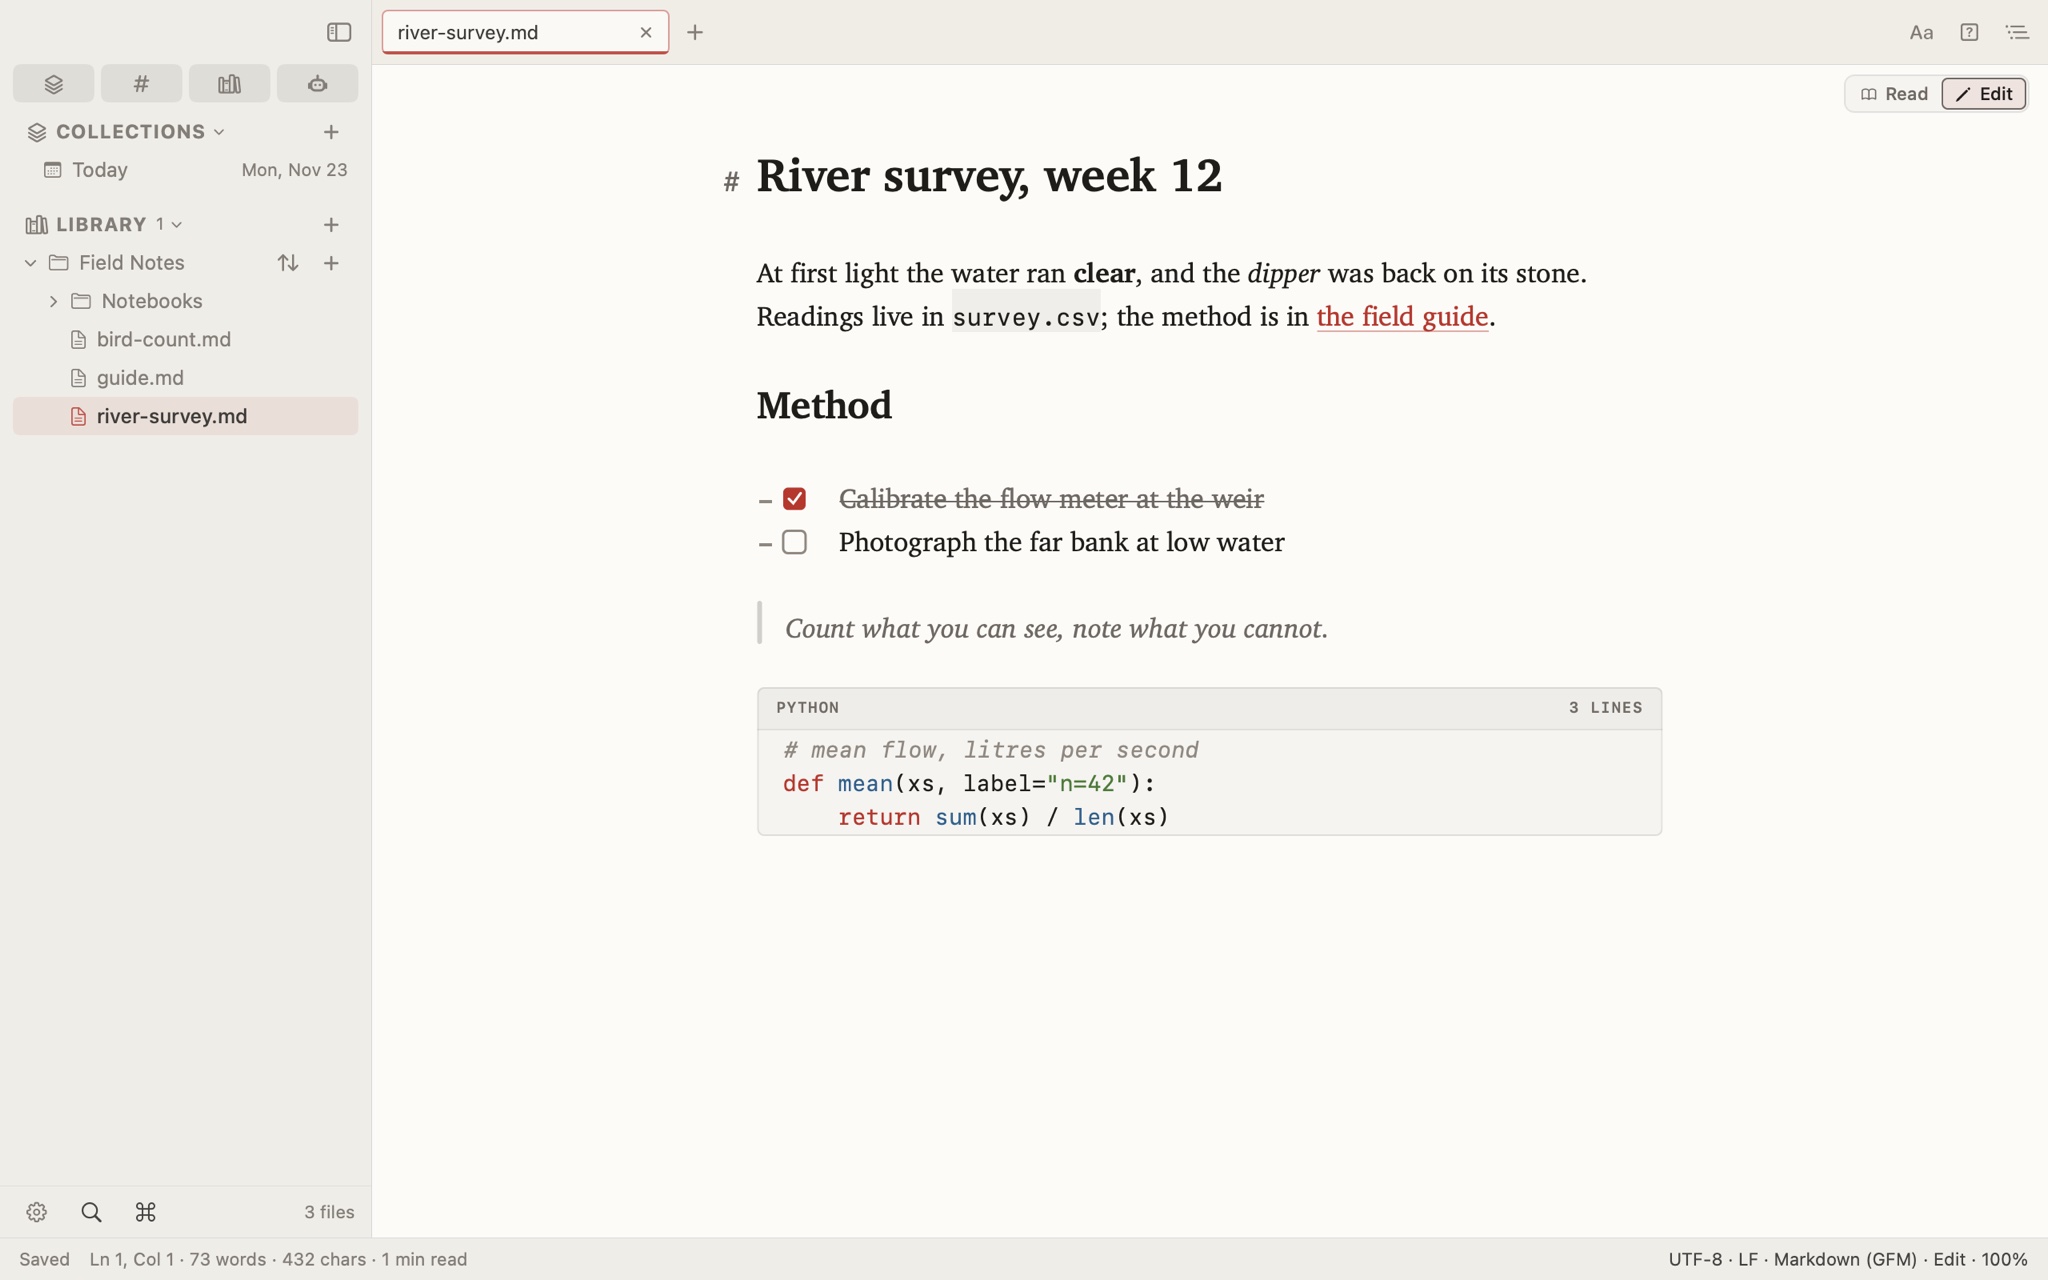 river-survey.md
Aa
Read
Edit
#
COLLECTIONS
Today
Mon, Nov 23
LIBRARY 1
Field Notes
Notebooks
bird-count.md
guide.md
river-survey.md
# River survey, week 12
At first light the water ran clear, and the dipper was back on its stone.
Readings live in survey.csv; the method is in the field guide.
Method
– Calibrate the flow meter at the weir
– Photograph the far bank at low water
Count what you can see, note what you cannot.
PYTHON
3 LINES
# mean flow, litres per second
def mean(xs, label="n=42"):
    return sum(xs) / len(xs)
3 files
Saved
Ln 1, Col 1 · 73 words · 432 chars · 1 min read
UTF-8 · LF · Markdown (GFM) · Edit · 100%